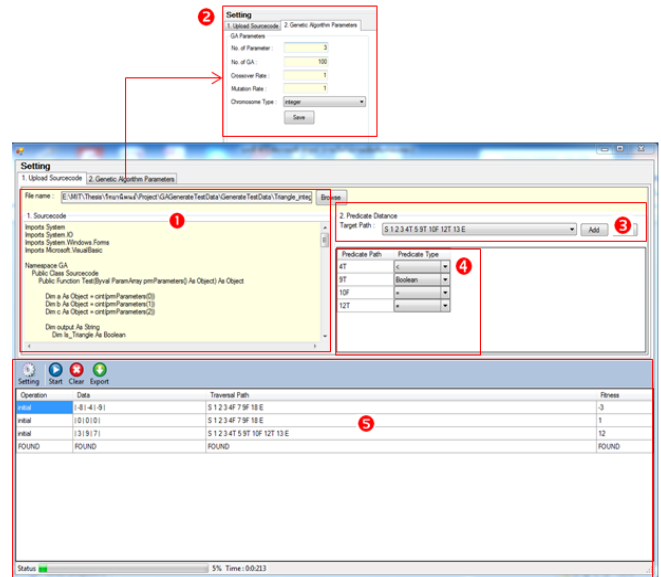 2
Setting
1. Upload Sourcecode 2. Genetic Algorithm Parameters
GA Parameters
No. of Parameter : 3
No. of GA : 100
Crossover Rate : 1
Mutation Rate : 1
Chromosome Type : integer
Save
Setting
1. Upload Sourcecode 2. Genetic Algorithm Parameters
File name : Browse
1
1. Sourcecode
Imports System
Imports System.IO
Imports System.Windows.Forms
Imports Microsoft.VisualBasic
Namespace GA
Public Class Sourcecode
Public Function Test(Byval ParamArray prmParameters() As Object) As Object
Dim a As Object = cint(prmParameters(0))
Dim b As Object = cint(prmParameters(1))
Dim c As Object = cint(prmParameters(2))
Dim output As String
Dim Is_Triangle As Boolean
2. Predicate Distance
Target Path : S 1 2 3 4T 5 9T 10F 12T 13 E Add
3
Predicate Path Predicate Type
4T <
9T Boolean
10F =
12T
4
Setting Start Clear Export
Operation Data Traversal Path Fitness
initial |-8|-4|-9| S 1 2 3 4F 7 9F 18 E -3
initial |0|0|0| S 1 2 3 4F 7 9F 18 E 1
initial |3|9|7| S 1 2 3 4T 5 9T 10F 12T 13 E 12
FOUND FOUND FOUND FOUND
5
Status 5% Time : 0:0:213